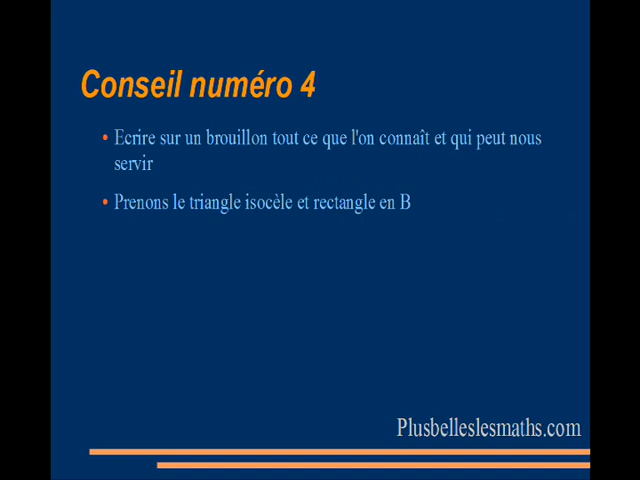 Conseil numéro 4
• Ecrire sur un brouillon tout ce que l'on connaît et qui peut nous
servir
• Prenons le triangle isocèle et rectangle en B
Plusbelleslesmaths.com